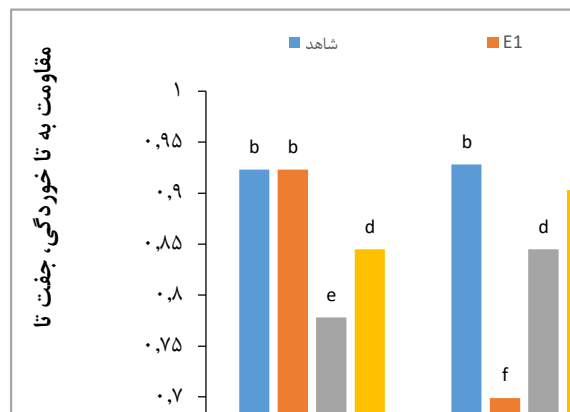 شاهد
E1
مقاومت به تا خوردگی، جفت تا
۱
۰,۹۵
۰,۹
۰,۸۵
۰,۸
۰,۷۵
۰,۷
b b e d
b f d